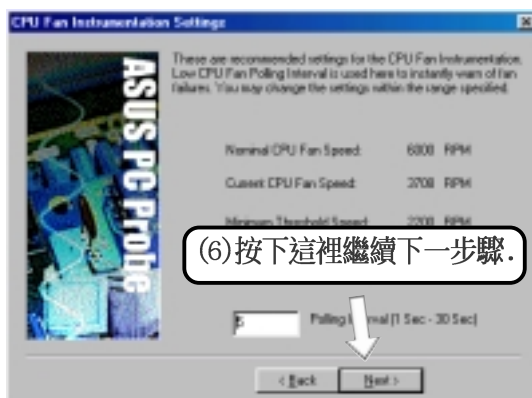 CPU Fan Instrumentation Settings
ASUS PC Probe
These are recommended settings for the CPU Fan Instrumentation.
Low CPU Fan Polling Interval is used here to instantly warn of fan
failures. You may change the settings within the range specified.
Nominal CPU Fan Speed: 6000 RPM
Current CPU Fan Speed: 3708 RPM
Minimum Threshold Speed: 2200 RPM
(6)按下這裡繼續下一步驟.
5 Polling Interval (1 Sec - 30 Sec)
< Back Next >